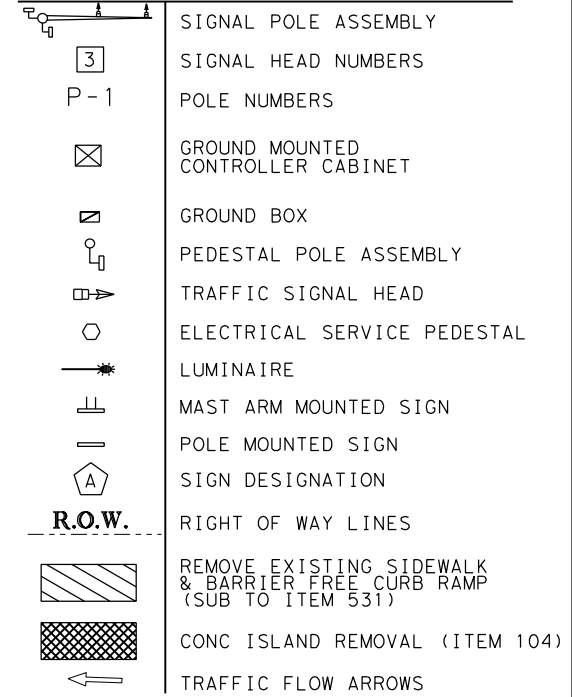 SIGNAL POLE ASSEMBLY
3 SIGNAL HEAD NUMBERS
P-1 POLE NUMBERS
GROUND MOUNTED
CONTROLLER CABINET
GROUND BOX
PEDESTAL POLE ASSEMBLY
TRAFFIC SIGNAL HEAD
ELECTRICAL SERVICE PEDESTAL
LUMINAIRE
MAST ARM MOUNTED SIGN
POLE MOUNTED SIGN
A SIGN DESIGNATION
R.O.W. RIGHT OF WAY LINES
REMOVE EXISTING SIDEWALK
& BARRIER FREE CURB RAMP
(SUB TO ITEM 531)
CONC ISLAND REMOVAL (ITEM 104)
TRAFFIC FLOW ARROWS